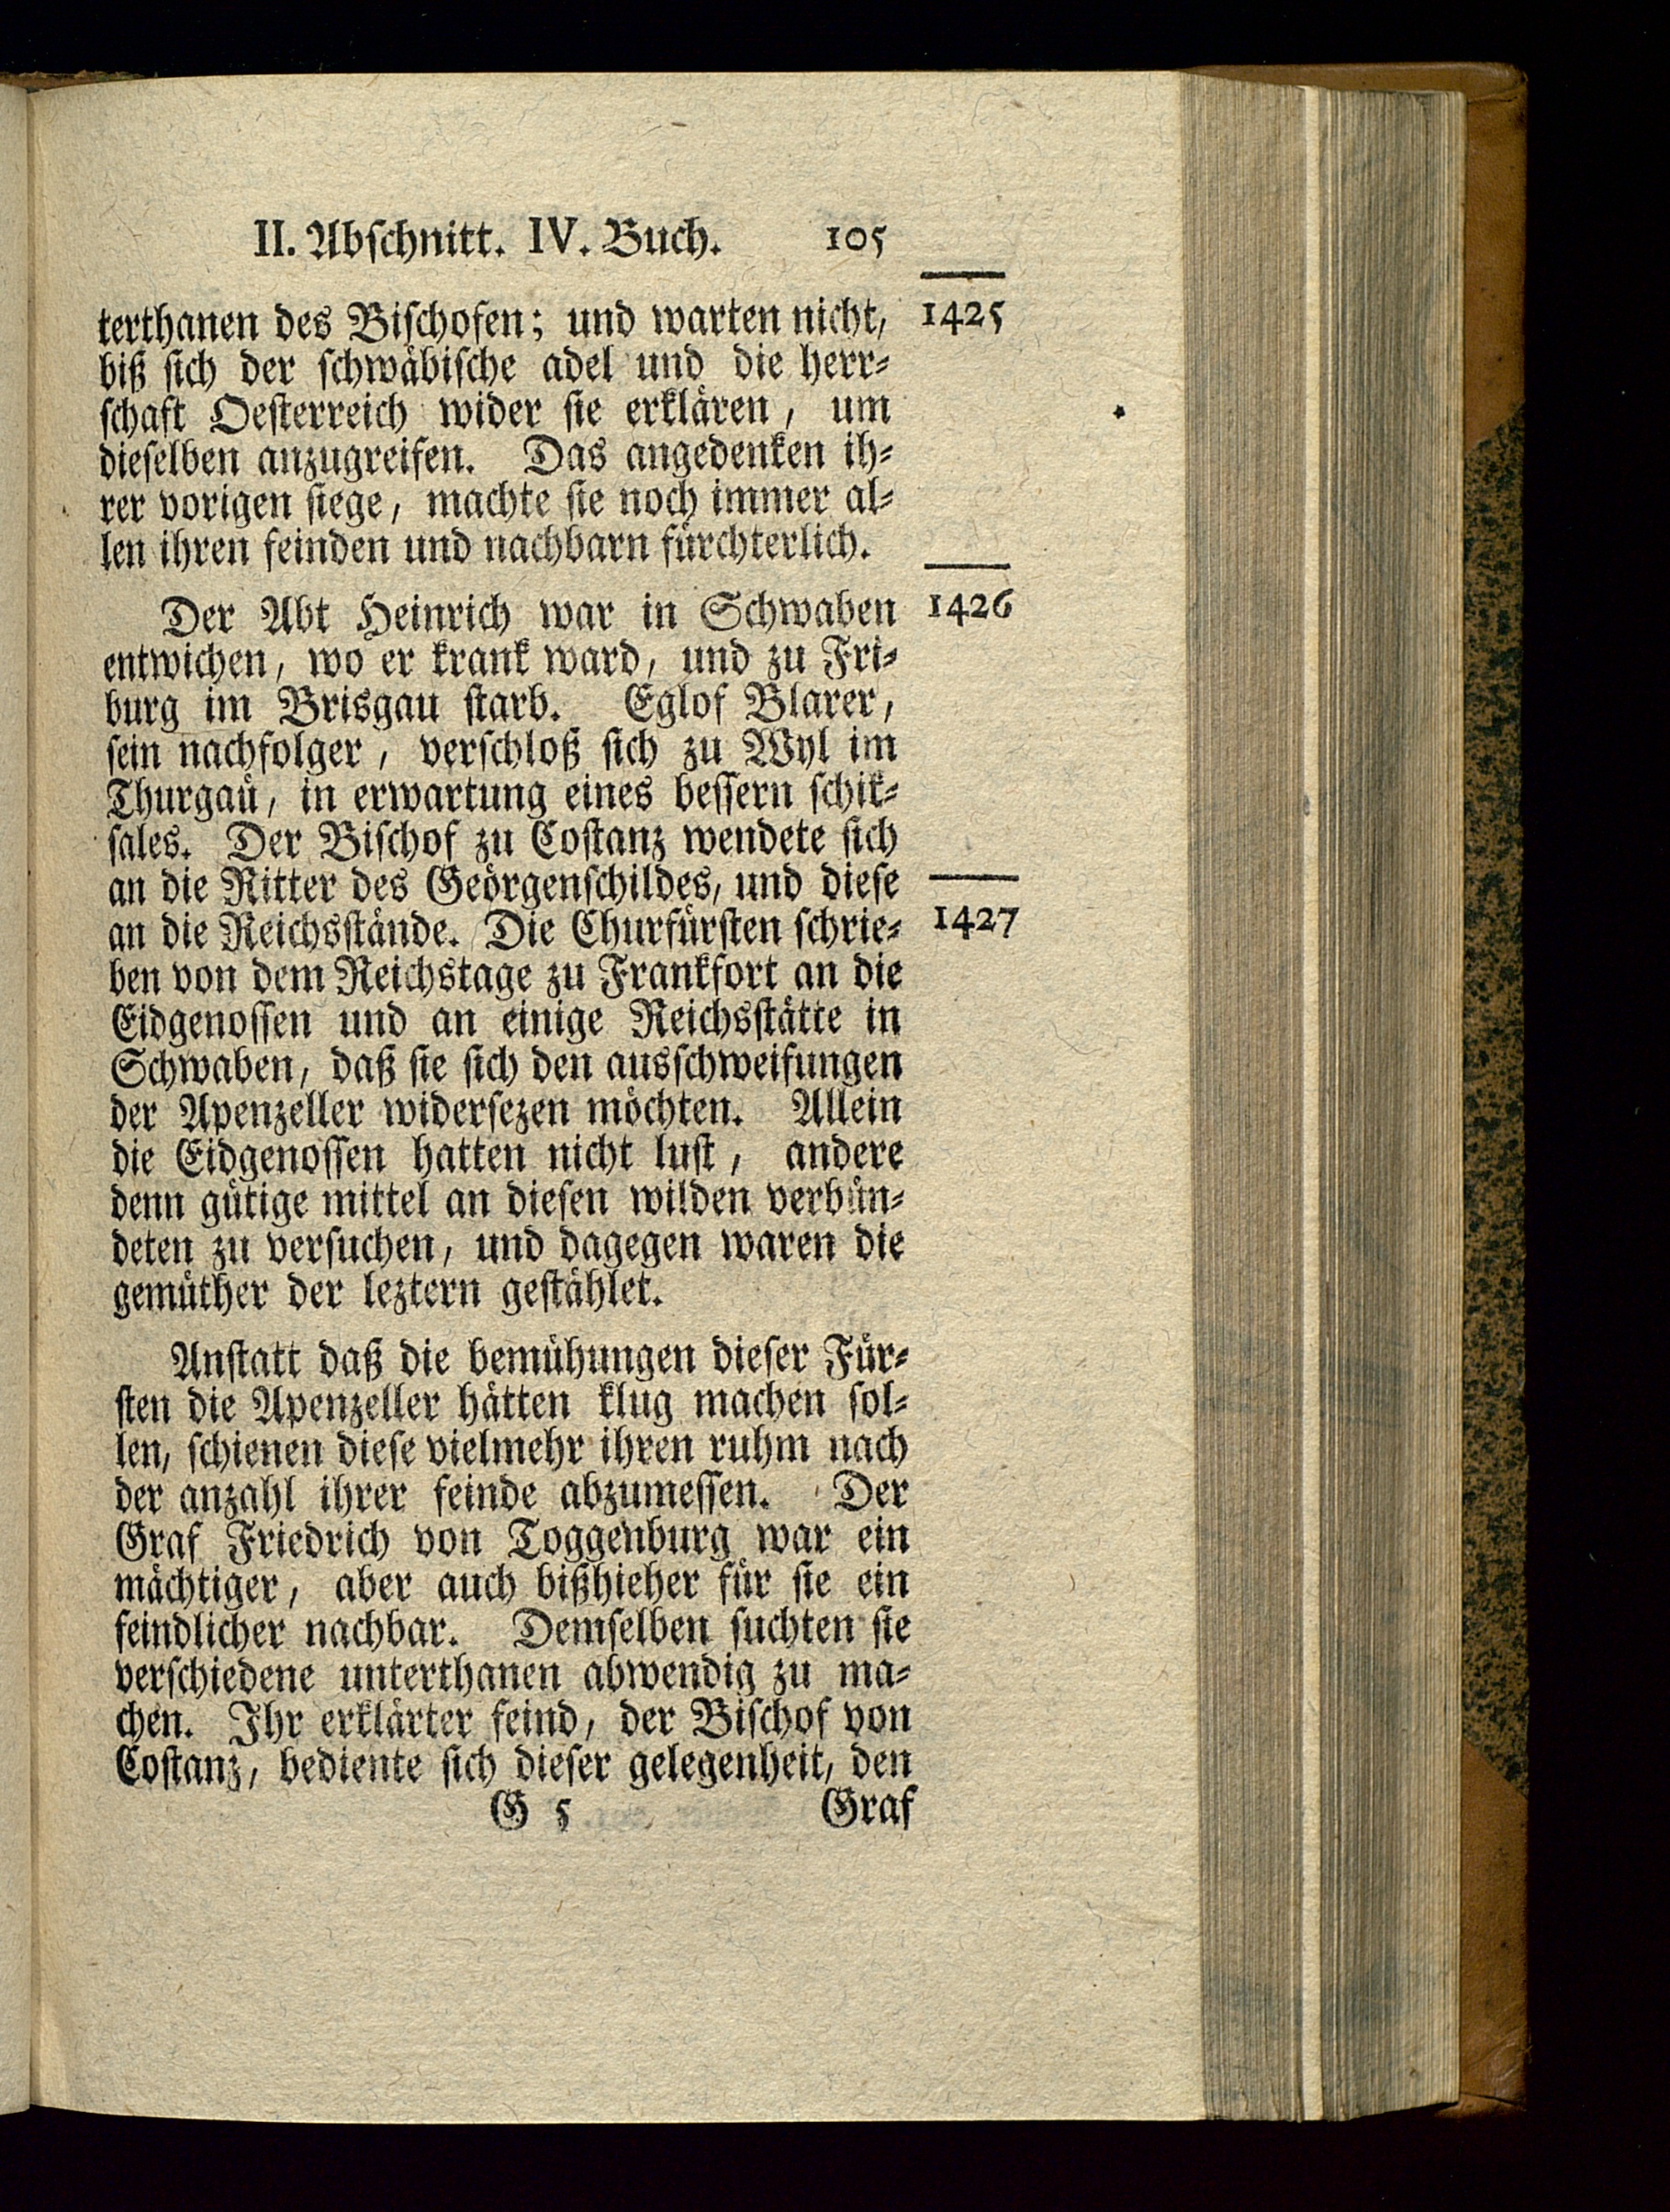 II. Abschnitt. IV. Buch. 105
terthanen des Bischofen; und warten nicht, 1425
biß sich der schwäbische adel und die herr-
schaft Oesterreich wider sie erklären, um
dieselben anzugreifen. Das angedenken ih-
rer vorigen siege, machte sie noch immer al-
len ihren feinden und nachbarn fürchterlich.
Der Abt Heinrich war in Schwaben 1426
entwichen, wo er krank ward, und zu Fri-
burg im Brisgau starb. Eglof Blarer,
sein nachfolger, verschloß sich zu Wyl im
Thurgaü, in erwartung eines bessern schik-
sales. Der Bischof zu Costanz wendete sich
an die Ritter des Geörgenschildes, und diese
an die Reichsstände. Die Churfürsten schrie- 1427
ben von dem Reichstage zu Frankfort an die
Eidgenossen und an einige Reichsstätte in
Schwaben, daß sie sich den ausschweifungen
der Apenzeller widersezen möchten. Allein
die Eidgenossen hatten nicht lust, andere
denn gütige mittel an diesen wilden verbün-
deten zu versuchen, und dagegen waren die
gemüther der leztern gestählet.
Anstatt daß die bemühungen dieser Für-
sten die Apenzeller hätten klug machen sol-
len, schienen diese vielmehr ihren ruhm nach
der anzahl ihrer feinde abzumessen. Der
Graf Friedrich von Toggenburg war ein
mächtiger, aber auch bißhieher für sie ein
feindlicher nachbar. Demselben suchten sie
verschiedene unterthanen abwendig zu ma-
chen. Ihr erklärter feind, der Bischof von
Costanz, bediente sich dieser gelegenheit, den
G 5 Graf